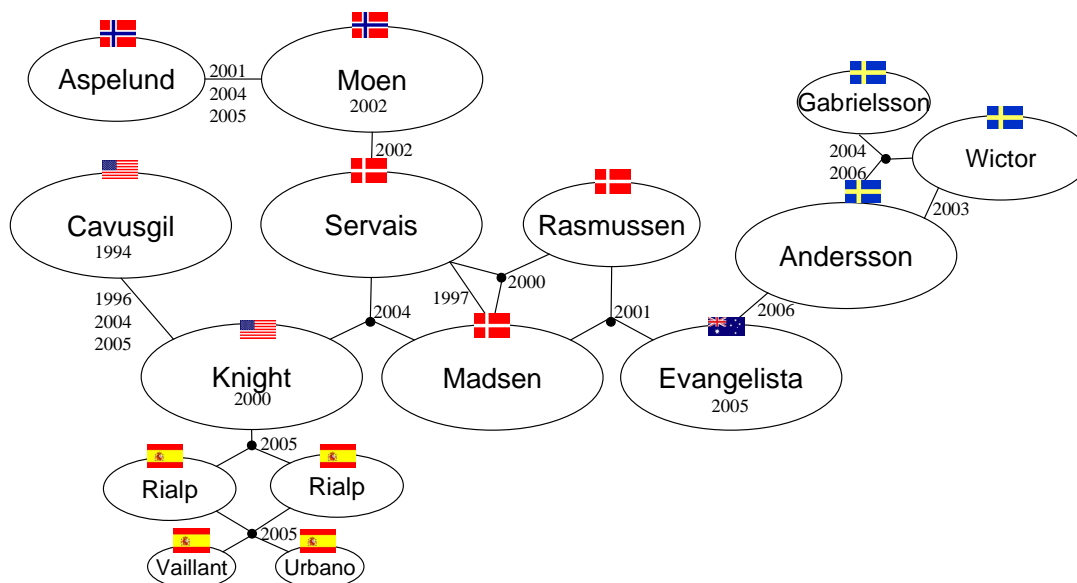 Aspelund
2001
2004
2005
Moen
2002
2002
Gabrielsson
Wictor
2004
2006
2003
Cavusgil
1994
Servais
Rasmussen
Andersson
1996
2004
2005
1997
2000
2004
2001
2006
Knight
2000
Madsen
Evangelista
2005
2005
Rialp
Rialp
2005
Vaillant
Urbano